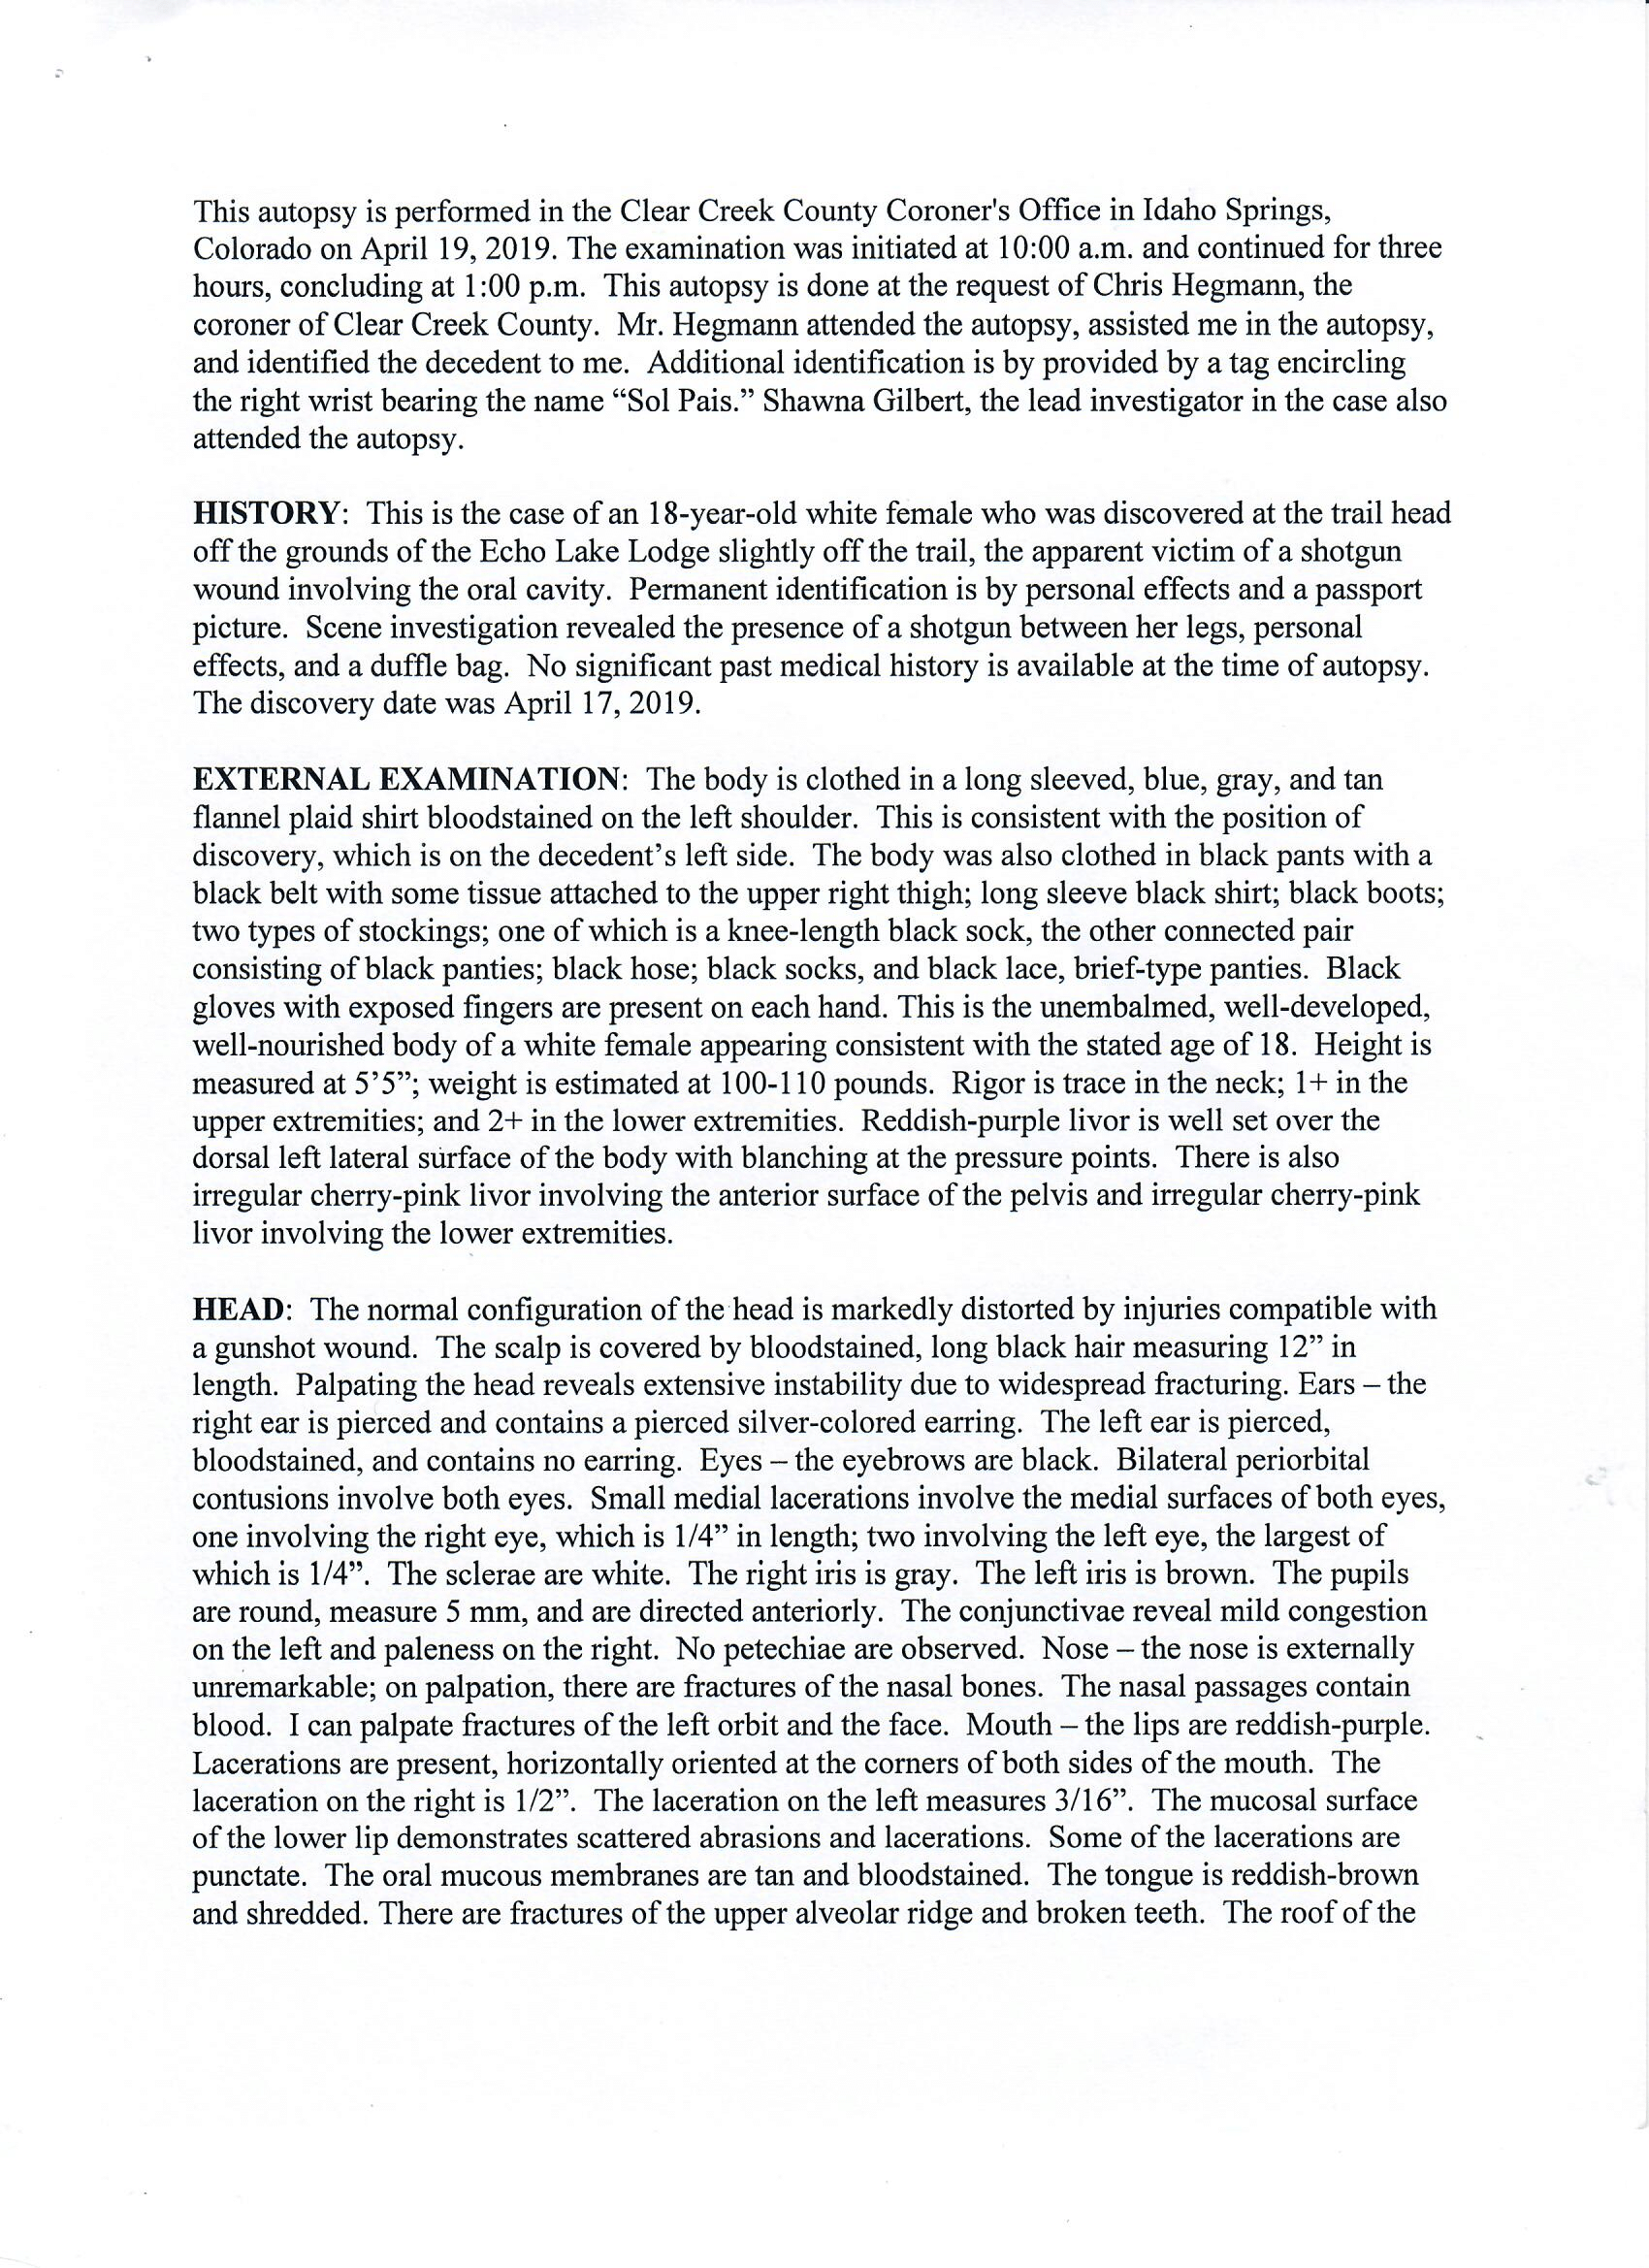 This autopsy is performed in the Clear Creek County Coroner's Office in Idaho Springs,
Colorado on April 19, 2019. The examination was initiated at 10:00 a.m. and continued for three
hours, concluding at 1:00 p.m.  This autopsy is done at the request of Chris Hegmann, the
coroner of Clear Creek County.  Mr. Hegmann attended the autopsy, assisted me in the autopsy,
and identified the decedent to me.  Additional identification is by provided by a tag encircling
the right wrist bearing the name “Sol Pais.” Shawna Gilbert, the lead investigator in the case also
attended the autopsy.

HISTORY:  This is the case of an 18-year-old white female who was discovered at the trail head
off the grounds of the Echo Lake Lodge slightly off the trail, the apparent victim of a shotgun
wound involving the oral cavity.  Permanent identification is by personal effects and a passport
picture.  Scene investigation revealed the presence of a shotgun between her legs, personal
effects, and a duffle bag.  No significant past medical history is available at the time of autopsy.
The discovery date was April 17, 2019.

EXTERNAL EXAMINATION:  The body is clothed in a long sleeved, blue, gray, and tan
flannel plaid shirt bloodstained on the left shoulder.  This is consistent with the position of
discovery, which is on the decedent’s left side.  The body was also clothed in black pants with a
black belt with some tissue attached to the upper right thigh; long sleeve black shirt; black boots;
two types of stockings; one of which is a knee-length black sock, the other connected pair
consisting of black panties; black hose; black socks, and black lace, brief-type panties.  Black
gloves with exposed fingers are present on each hand. This is the unembalmed, well-developed,
well-nourished body of a white female appearing consistent with the stated age of 18.  Height is
measured at 5’5”; weight is estimated at 100-110 pounds.  Rigor is trace in the neck; 1+ in the
upper extremities; and 2+ in the lower extremities.  Reddish-purple livor is well set over the
dorsal left lateral surface of the body with blanching at the pressure points.  There is also
irregular cherry-pink livor involving the anterior surface of the pelvis and irregular cherry-pink
livor involving the lower extremities.

HEAD:  The normal configuration of the head is markedly distorted by injuries compatible with
a gunshot wound.  The scalp is covered by bloodstained, long black hair measuring 12” in
length.  Palpating the head reveals extensive instability due to widespread fracturing. Ears – the
right ear is pierced and contains a pierced silver-colored earring.  The left ear is pierced,
bloodstained, and contains no earring.  Eyes – the eyebrows are black.  Bilateral periorbital
contusions involve both eyes.  Small medial lacerations involve the medial surfaces of both eyes,
one involving the right eye, which is 1/4” in length; two involving the left eye, the largest of
which is 1/4”.  The sclerae are white.  The right iris is gray.  The left iris is brown.  The pupils
are round, measure 5 mm, and are directed anteriorly.  The conjunctivae reveal mild congestion
on the left and paleness on the right.  No petechiae are observed.  Nose – the nose is externally
unremarkable; on palpation, there are fractures of the nasal bones.  The nasal passages contain
blood.  I can palpate fractures of the left orbit and the face.  Mouth – the lips are reddish-purple.
Lacerations are present, horizontally oriented at the corners of both sides of the mouth.  The
laceration on the right is 1/2”.  The laceration on the left measures 3/16”.  The mucosal surface
of the lower lip demonstrates scattered abrasions and lacerations.  Some of the lacerations are
punctate.  The oral mucous membranes are tan and bloodstained.  The tongue is reddish-brown
and shredded. There are fractures of the upper alveolar ridge and broken teeth.  The roof of the